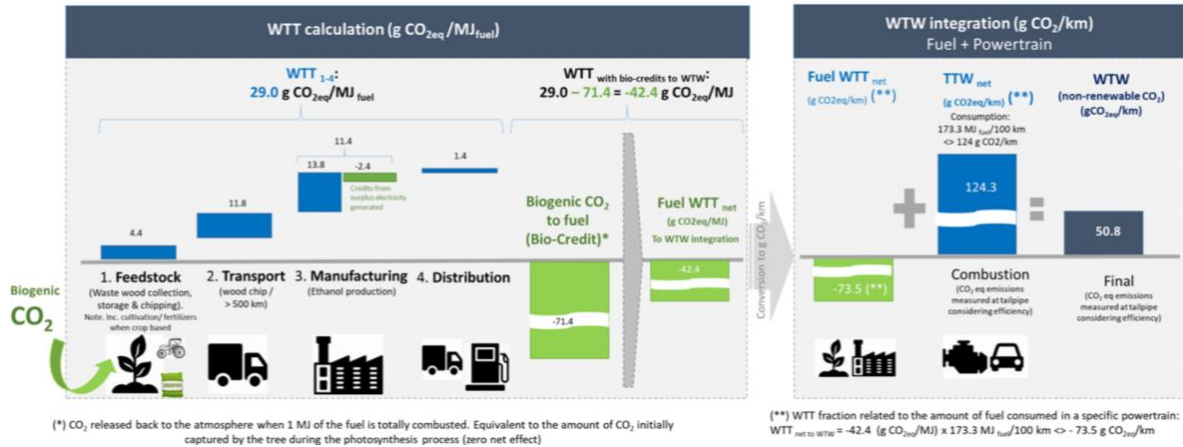 WTT calculation (g CO2eq /MJfuel)
WTT 1-4:
29.0 g CO2eq/MJ fuel
WTT with bio-credits to WTW:
29.0 – 71.4 = -42.4 g CO2eq/MJ
11.4
13.8
-2.4
1.4
Credits from
surplus electricity
generated
11.8
4.4
Biogenic CO2
to fuel
(Bio-Credit)*
Fuel WTT net
(g CO2eq/MJ)
To WTW integration
1. Feedstock
(Waste wood collection,
storage & chipping).
Note. Inc. cultivation/ fertilizers
when crop based
2. Transport
(wood chip /
> 500 km)
3. Manufacturing
(Ethanol production)
4. Distribution
-71.4
-42.4
Biogenic
CO2
Conversion to g CO2/km
(*) CO2 released back to the atmosphere when 1 MJ of the fuel is totally combusted. Equivalent to the amount of CO2 initially
captured by the tree during the photosynthesis process (zero net effect)
WTW integration (g CO2/km)
Fuel + Powertrain
Fuel WTT net
(g CO2eq/km) (**)
TTW net
(g CO2eq/km) (**)
Consumption:
173.3 MJ fuel/100 km
<> 124 g CO2/km
WTW
(non-renewable CO2)
(gCO2eq/km)
+
124.3
=
50.8
-73.5 (**)
Combustion
(CO2 eq emissions
measured at tailpipe
considering efficiency)
Final
(CO2 eq emissions
measured at tailpipe
considering efficiency)
(**) WTT fraction related to the amount of fuel consumed in a specific powertrain:
WTT net to WTW = -42.4 (g CO2eq/MJ) x 173.3 MJ fuel/100 km <> - 73.5 g CO2eq/km